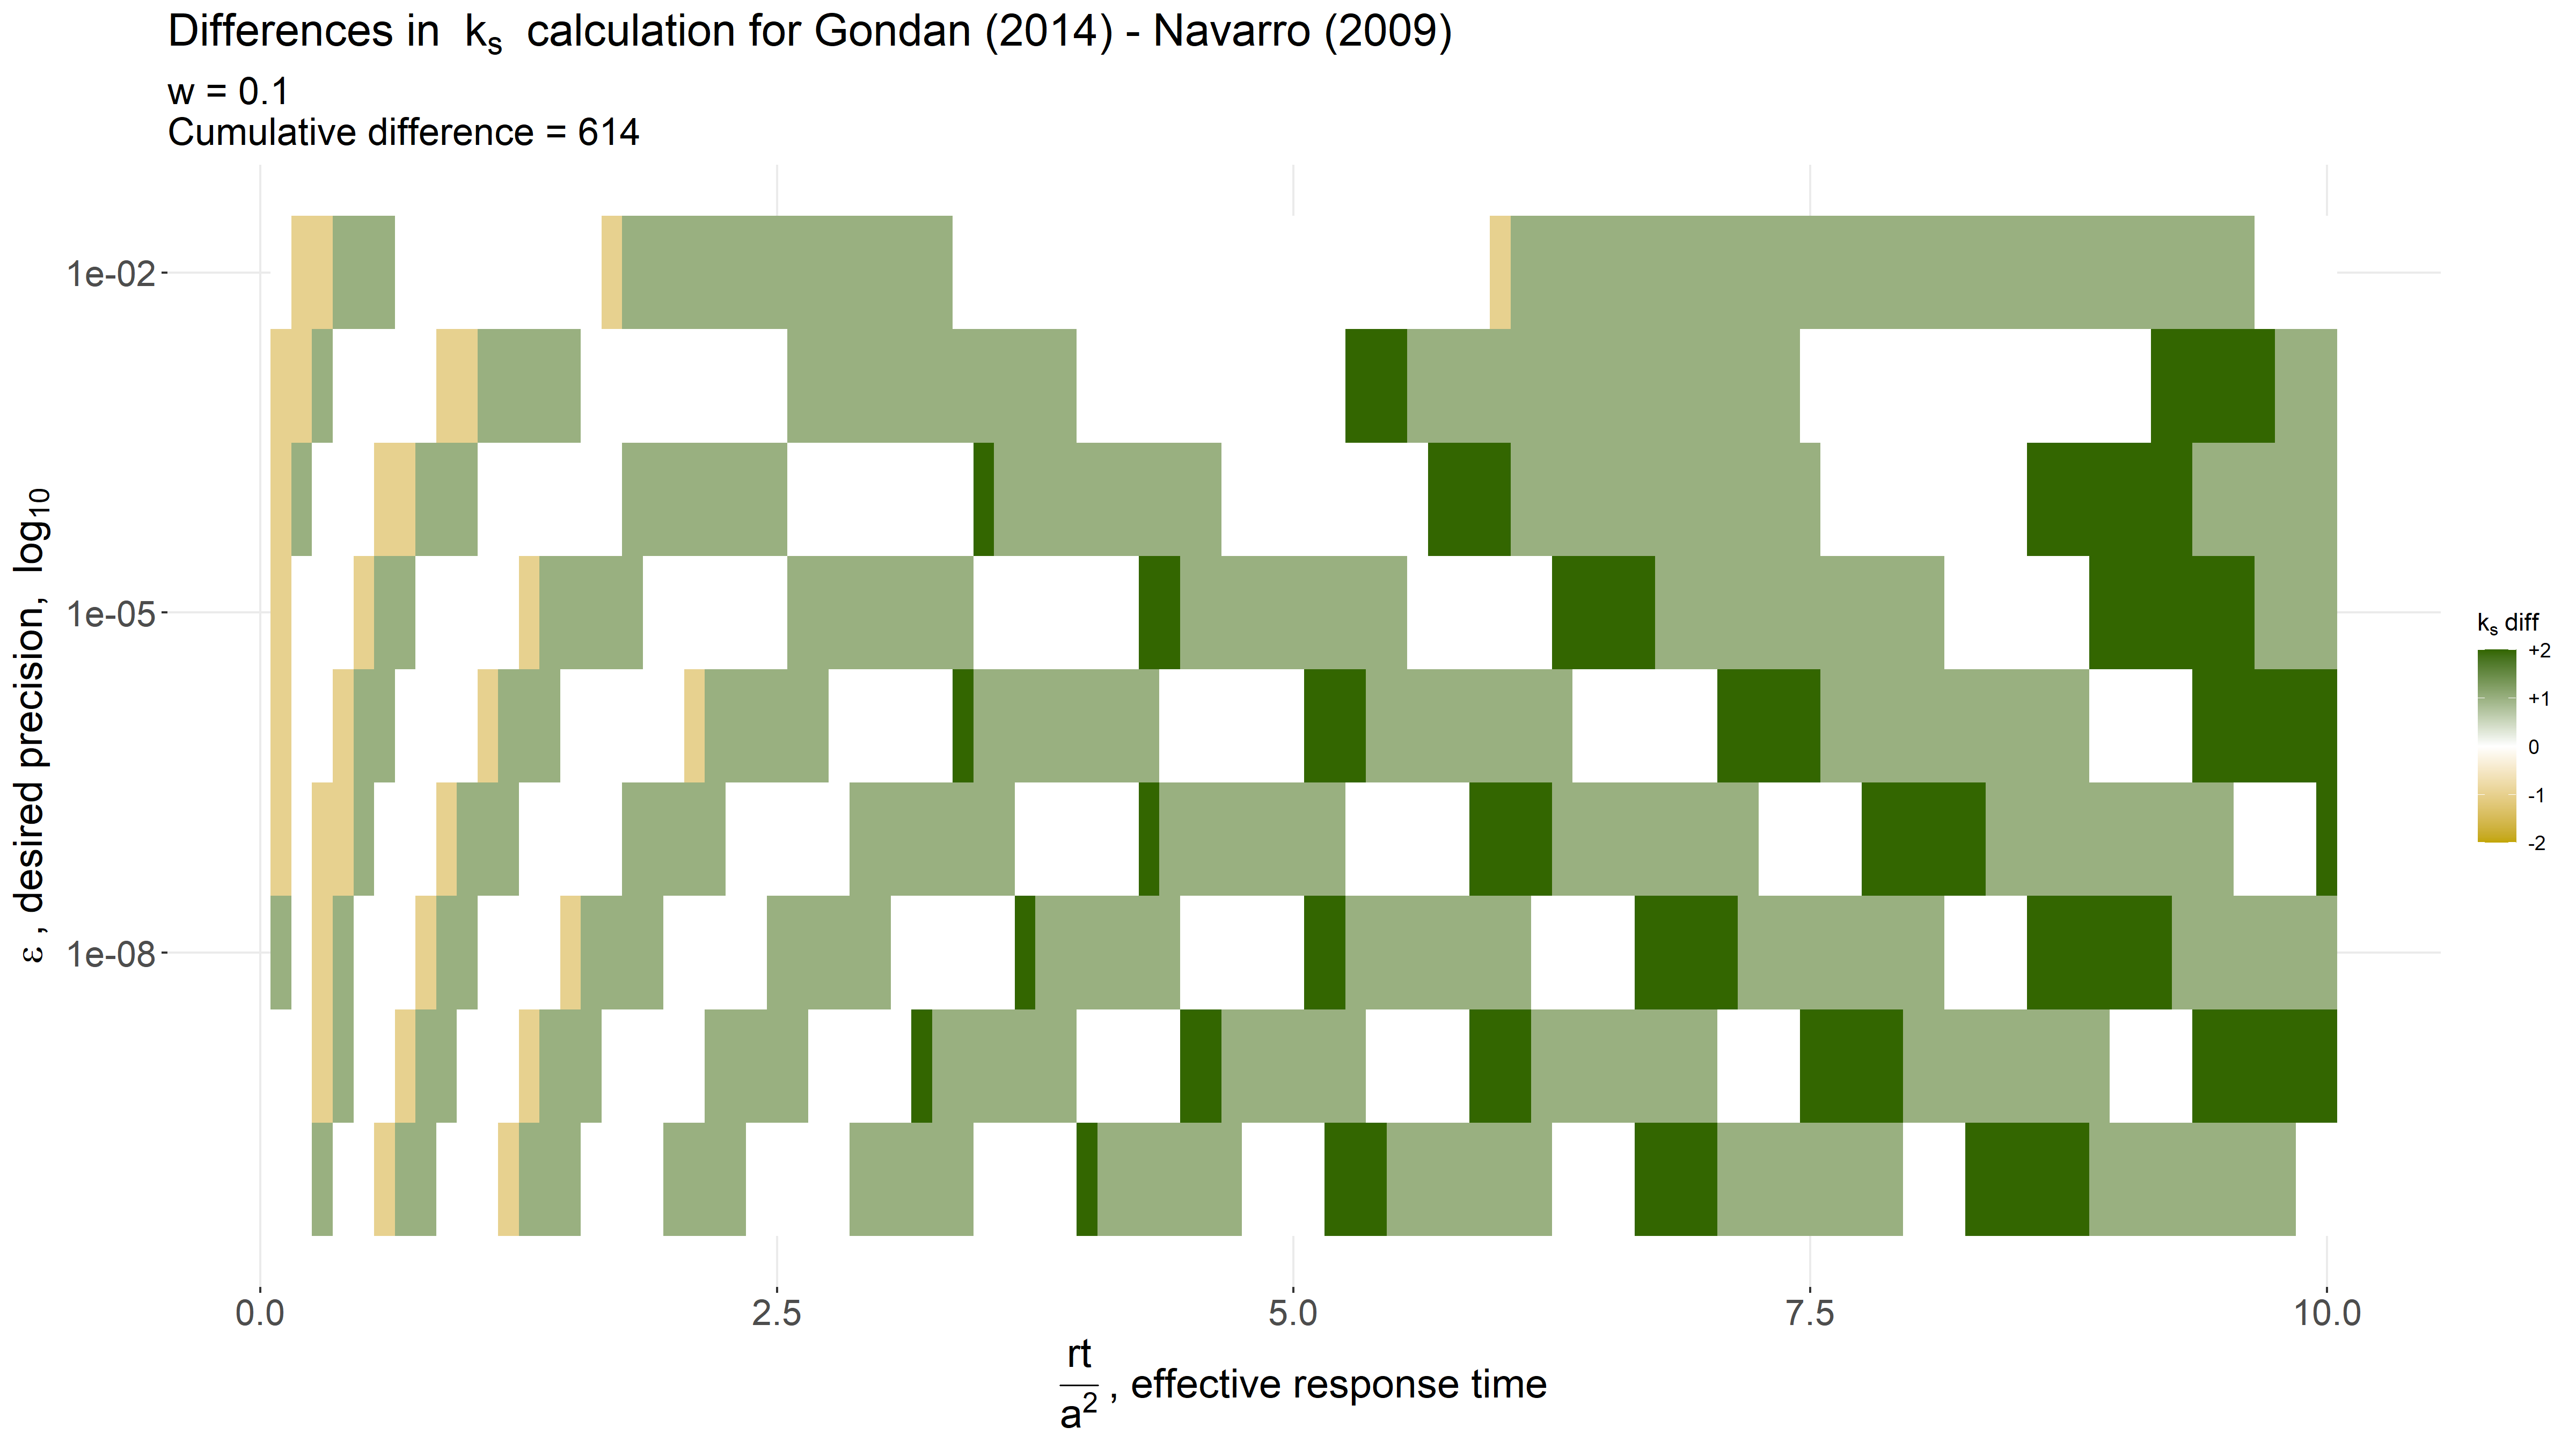 Differences in ks calculation for Gondan (2014) - Navarro (2009)
w = 0.1
Cumulative difference = 614
ε , desired precision, log10
1e-02
1e-05
1e-08
0.0 2.5 5.0 7.5 10.0
rt
a2 , effective response time
ks diff
+2
+1
0
-1
-2